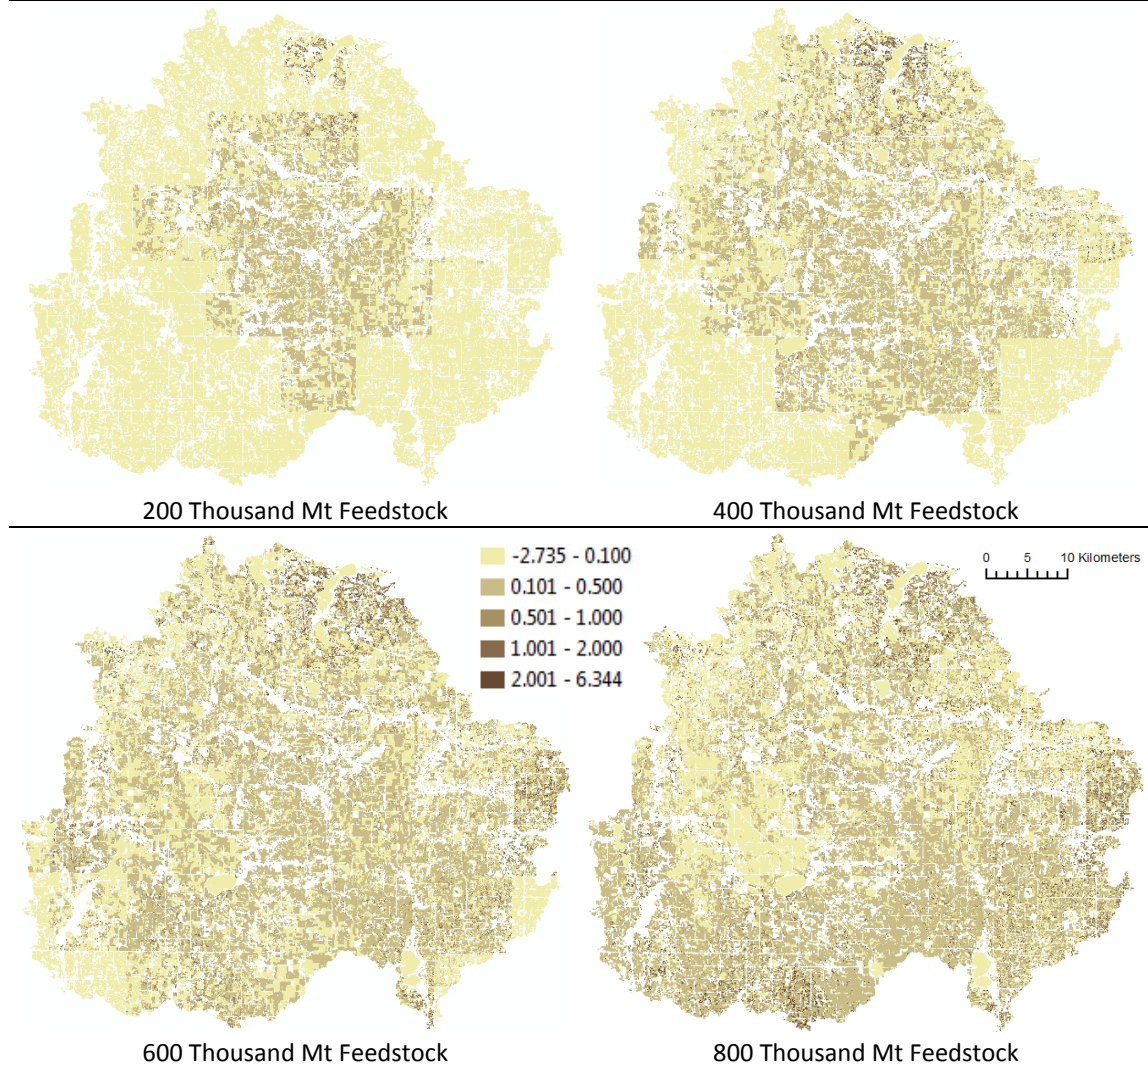 200 Thousand Mt Feedstock
400 Thousand Mt Feedstock
-2.735 - 0.100
0.101 - 0.500
0.501 - 1.000
1.001 - 2.000
2.001 - 6.344
0 5 10 Kilometers
600 Thousand Mt Feedstock
800 Thousand Mt Feedstock